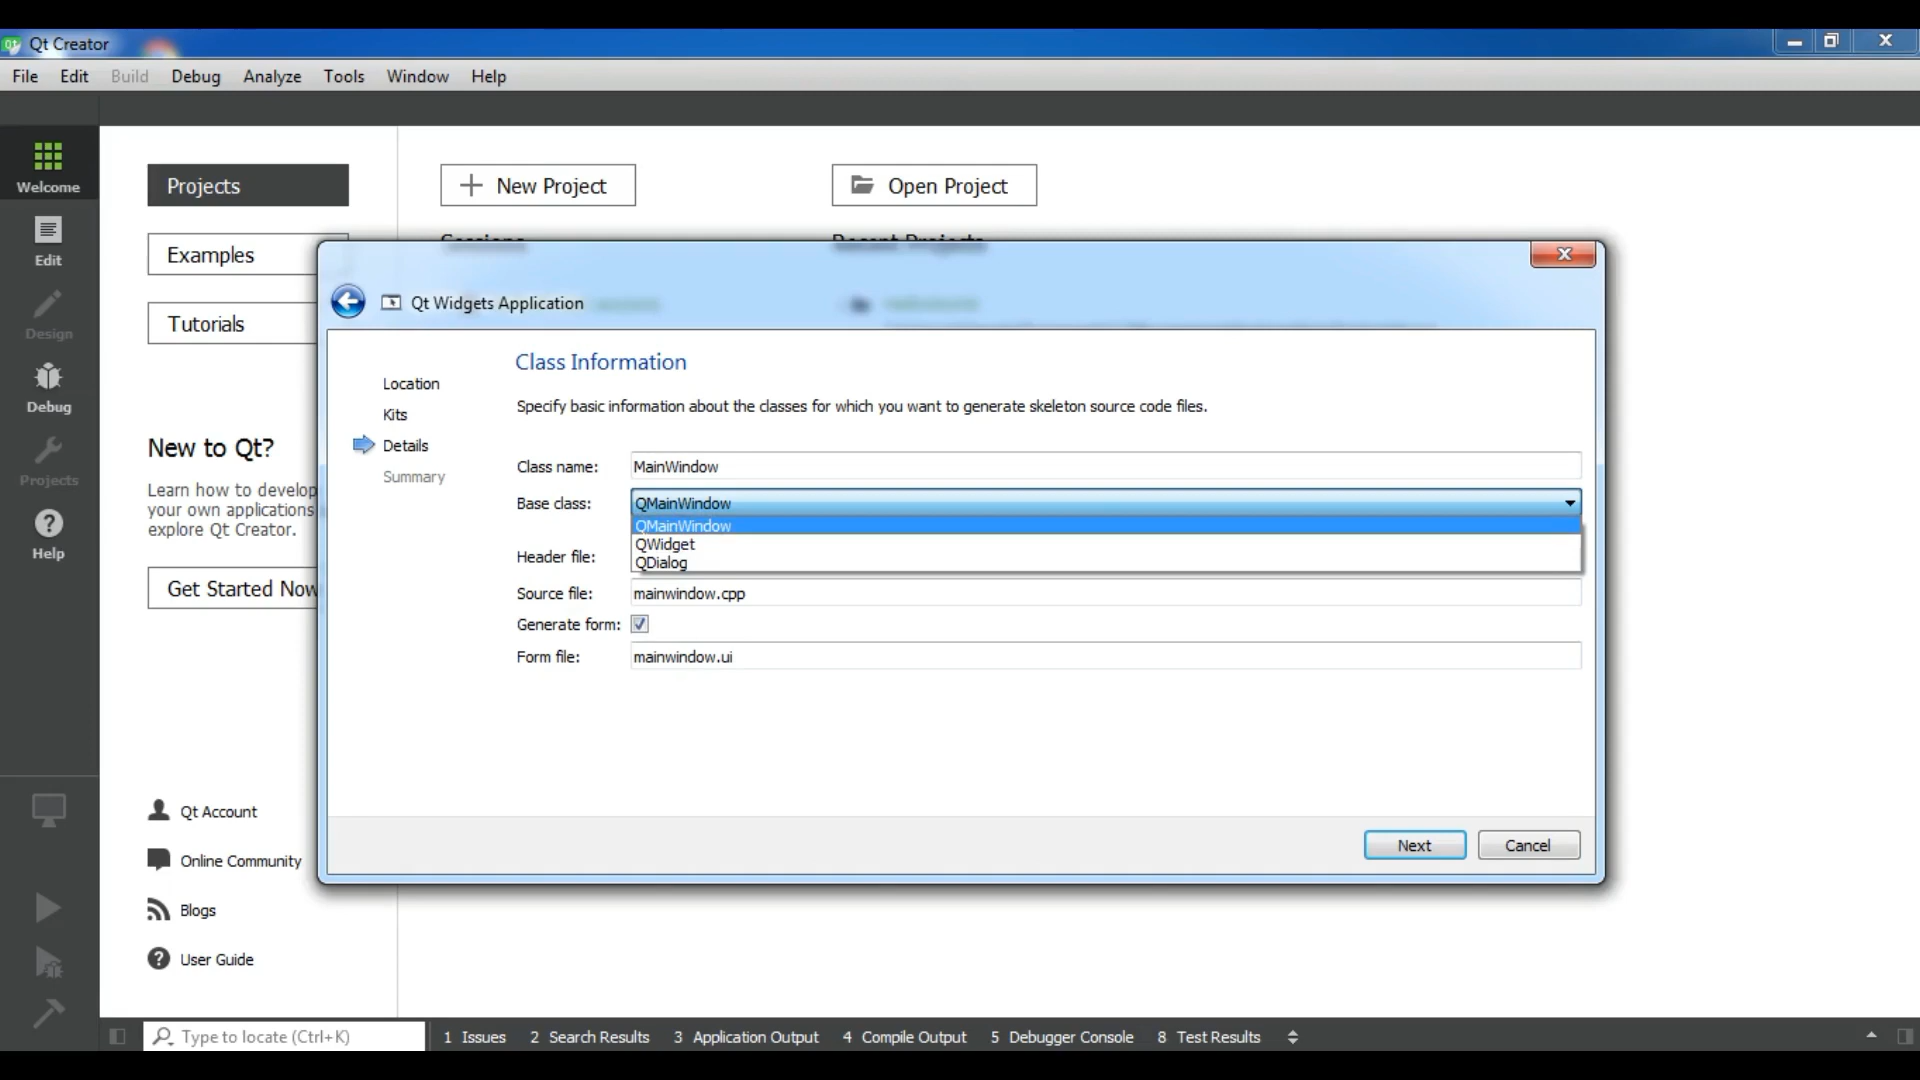 Qt Creator
File Edit Build Debug Analyze Tools Window Help
Welcome
Edit
Design
Debug
Projects
Help
Projects
Examples
Tutorials
New to Qt?
Learn how to develop
your own applications
explore Qt Creator.
Get Started Now
Qt Account
Online Community
Blogs
User Guide
New Project
Open Project
Sessions
Recent Projects
Qt Widgets Application
Location
Kits
Details
Summary
Class Information
Specify basic information about the classes for which you want to generate skeleton source code files.
Class name: MainWindow
Base class: QMainWindow
QMainWindow
QWidget
QDialog
Header file:
Source file: mainwindow.cpp
Generate form:
Form file: mainwindow.ui
Next
Cancel
Type to locate (Ctrl+K)
1 Issues 2 Search Results 3 Application Output 4 Compile Output 5 Debugger Console 8 Test Results